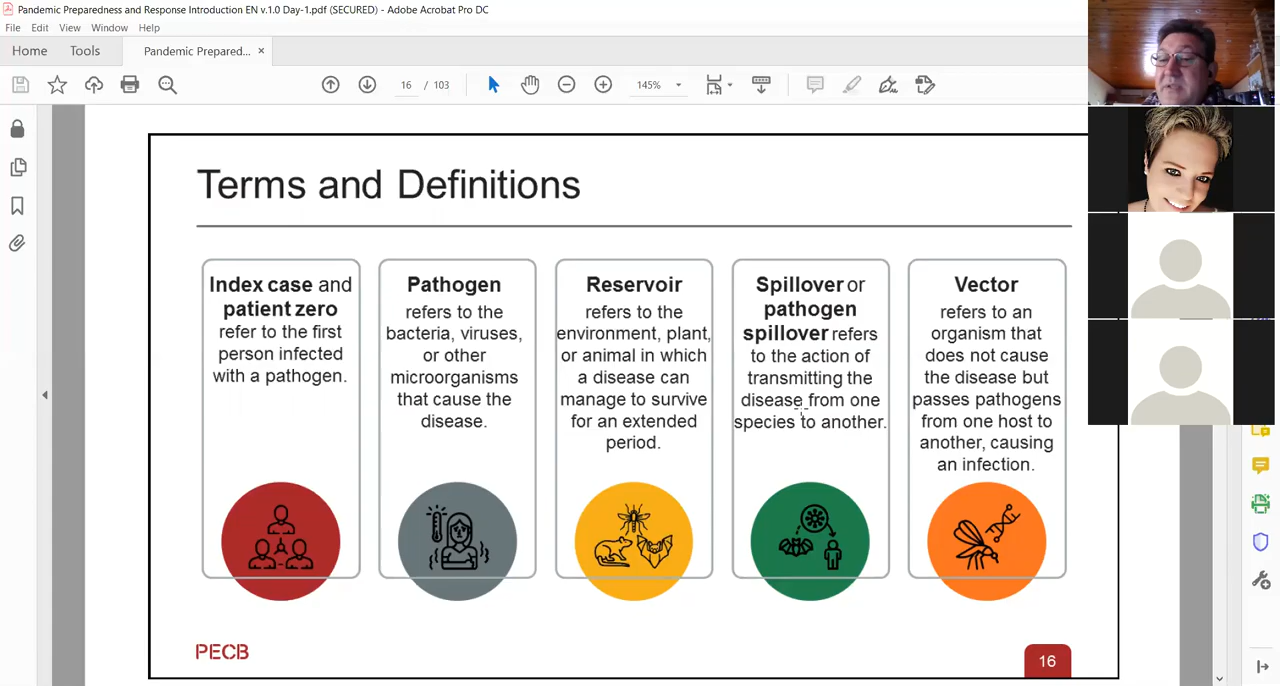 Pandemic Preparedness and Response Introduction EN v.1.0 Day-1.pdf (SECURED) - Adobe Acrobat Pro DC
File Edit View Window Help
Home Tools Pandemic Prepared... ×
16 / 103 145%
Terms and Definitions
Index case and
patient zero
refer to the first
person infected
with a pathogen.
Pathogen
refers to the
bacteria, viruses,
or other
microorganisms
that cause the
disease.
Reservoir
refers to the
environment, plant,
or animal in which
a disease can
manage to survive
for an extended
period.
Spillover or
pathogen
spillover refers
to the action of
transmitting the
disease from one
species to another.
Vector
refers to an
organism that
does not cause
the disease but
passes pathogens
from one host to
another, causing
an infection.
PECB
16